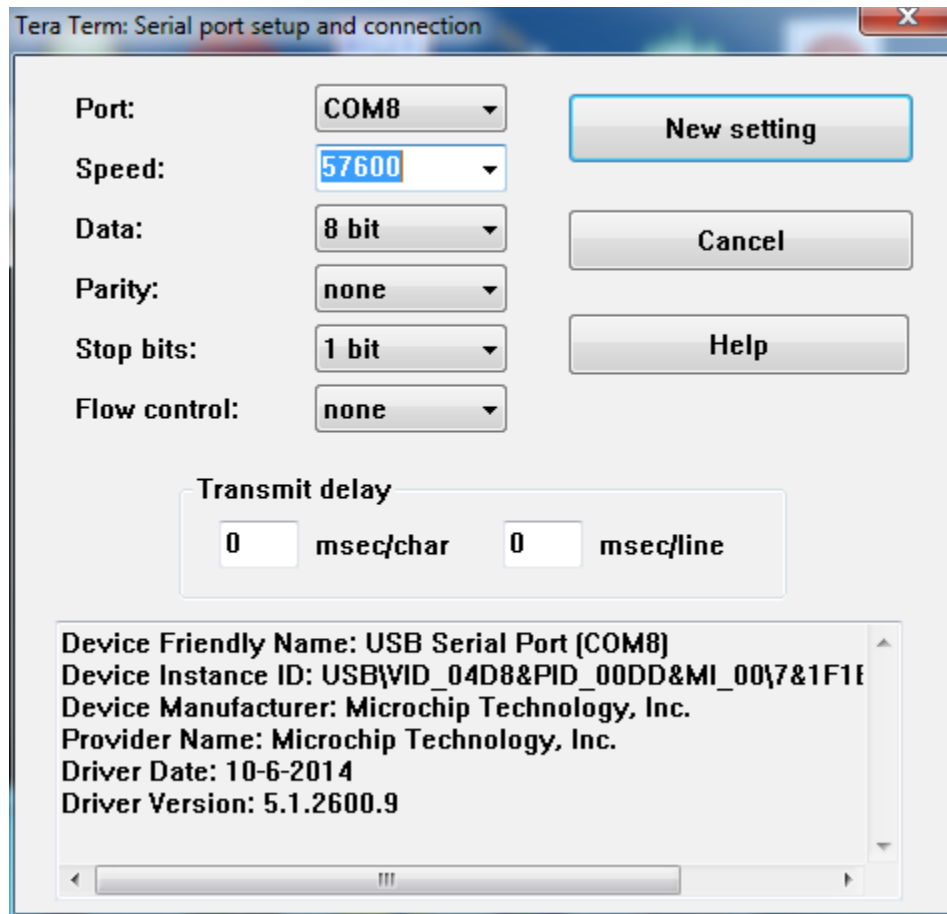 Tera Term: Serial port setup and connection
Port: COM8 New setting
Speed: 57600
Data: 8 bit Cancel
Parity: none
Stop bits: 1 bit Help
Flow control: none
Transmit delay
0 msec/char 0 msec/line
Device Friendly Name: USB Serial Port (COM8)
Device Instance ID: USB\VID_04D8&PID_00DD&MI_00\7&1F1
Device Manufacturer: Microchip Technology, Inc.
Provider Name: Microchip Technology, Inc.
Driver Date: 10-6-2014
Driver Version: 5.1.2600.9